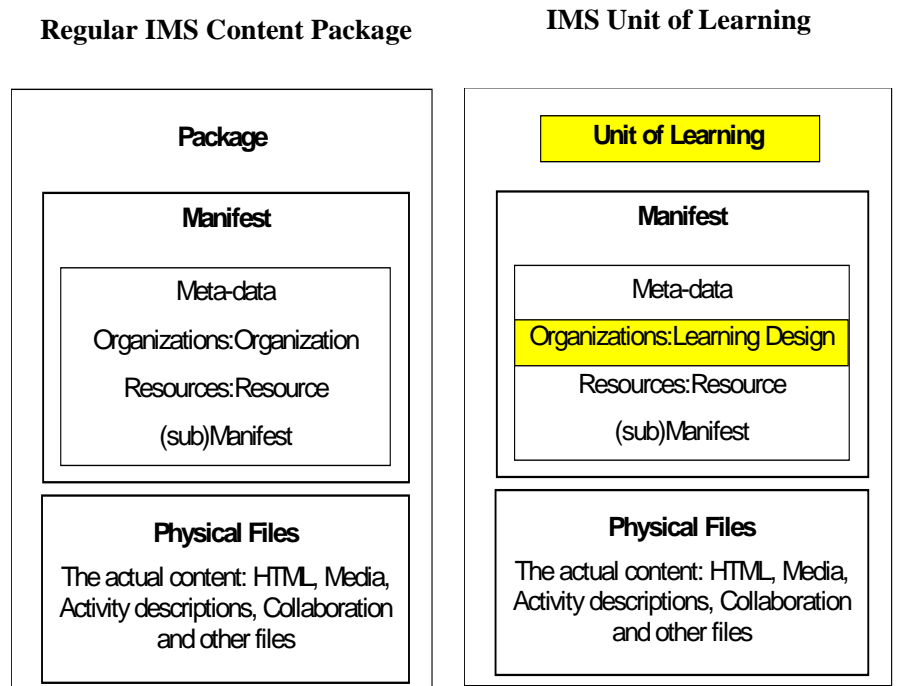 Regular IMS Content Package
Package
Manifest
Meta-data
Organizations:Organization
Resources:Resource
(sub)Manifest
Physical Files
The actual content: HTML, Media,
Activity descriptions, Collaboration
and other files
IMS Unit of Learning
Unit of Learning
Manifest
Meta-data
Organizations:Learning Design
Resources:Resource
(sub)Manifest
Physical Files
The actual content: HTML, Media,
Activity descriptions, Collaboration
and other files